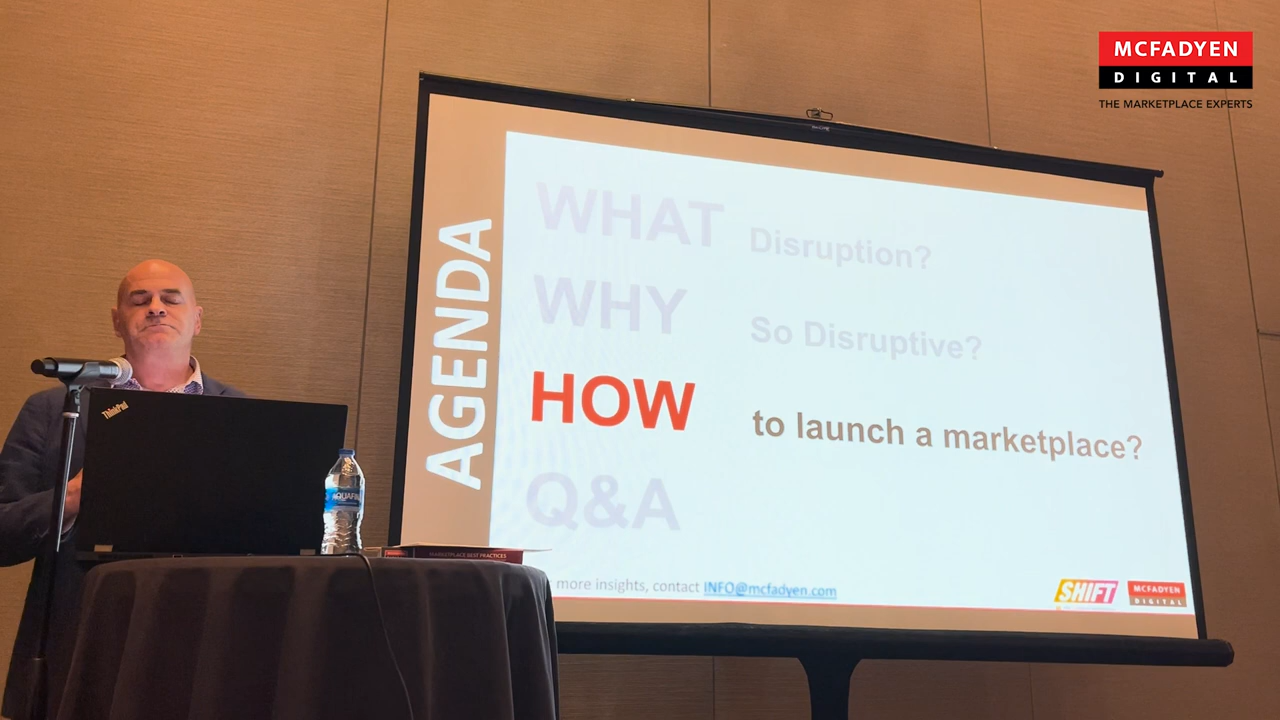 MCFADYEN
DIGITAL
THE MARKETPLACE EXPERTS
AGENDA
WHAT Disruption?
WHY So Disruptive?
HOW to launch a marketplace?
Q&A
more insights, contact INFO@mcfadyen.com
SHIFT
MCFADYEN
DIGITAL
ThinkPad
MARKETPLACE BEST PRACTICES